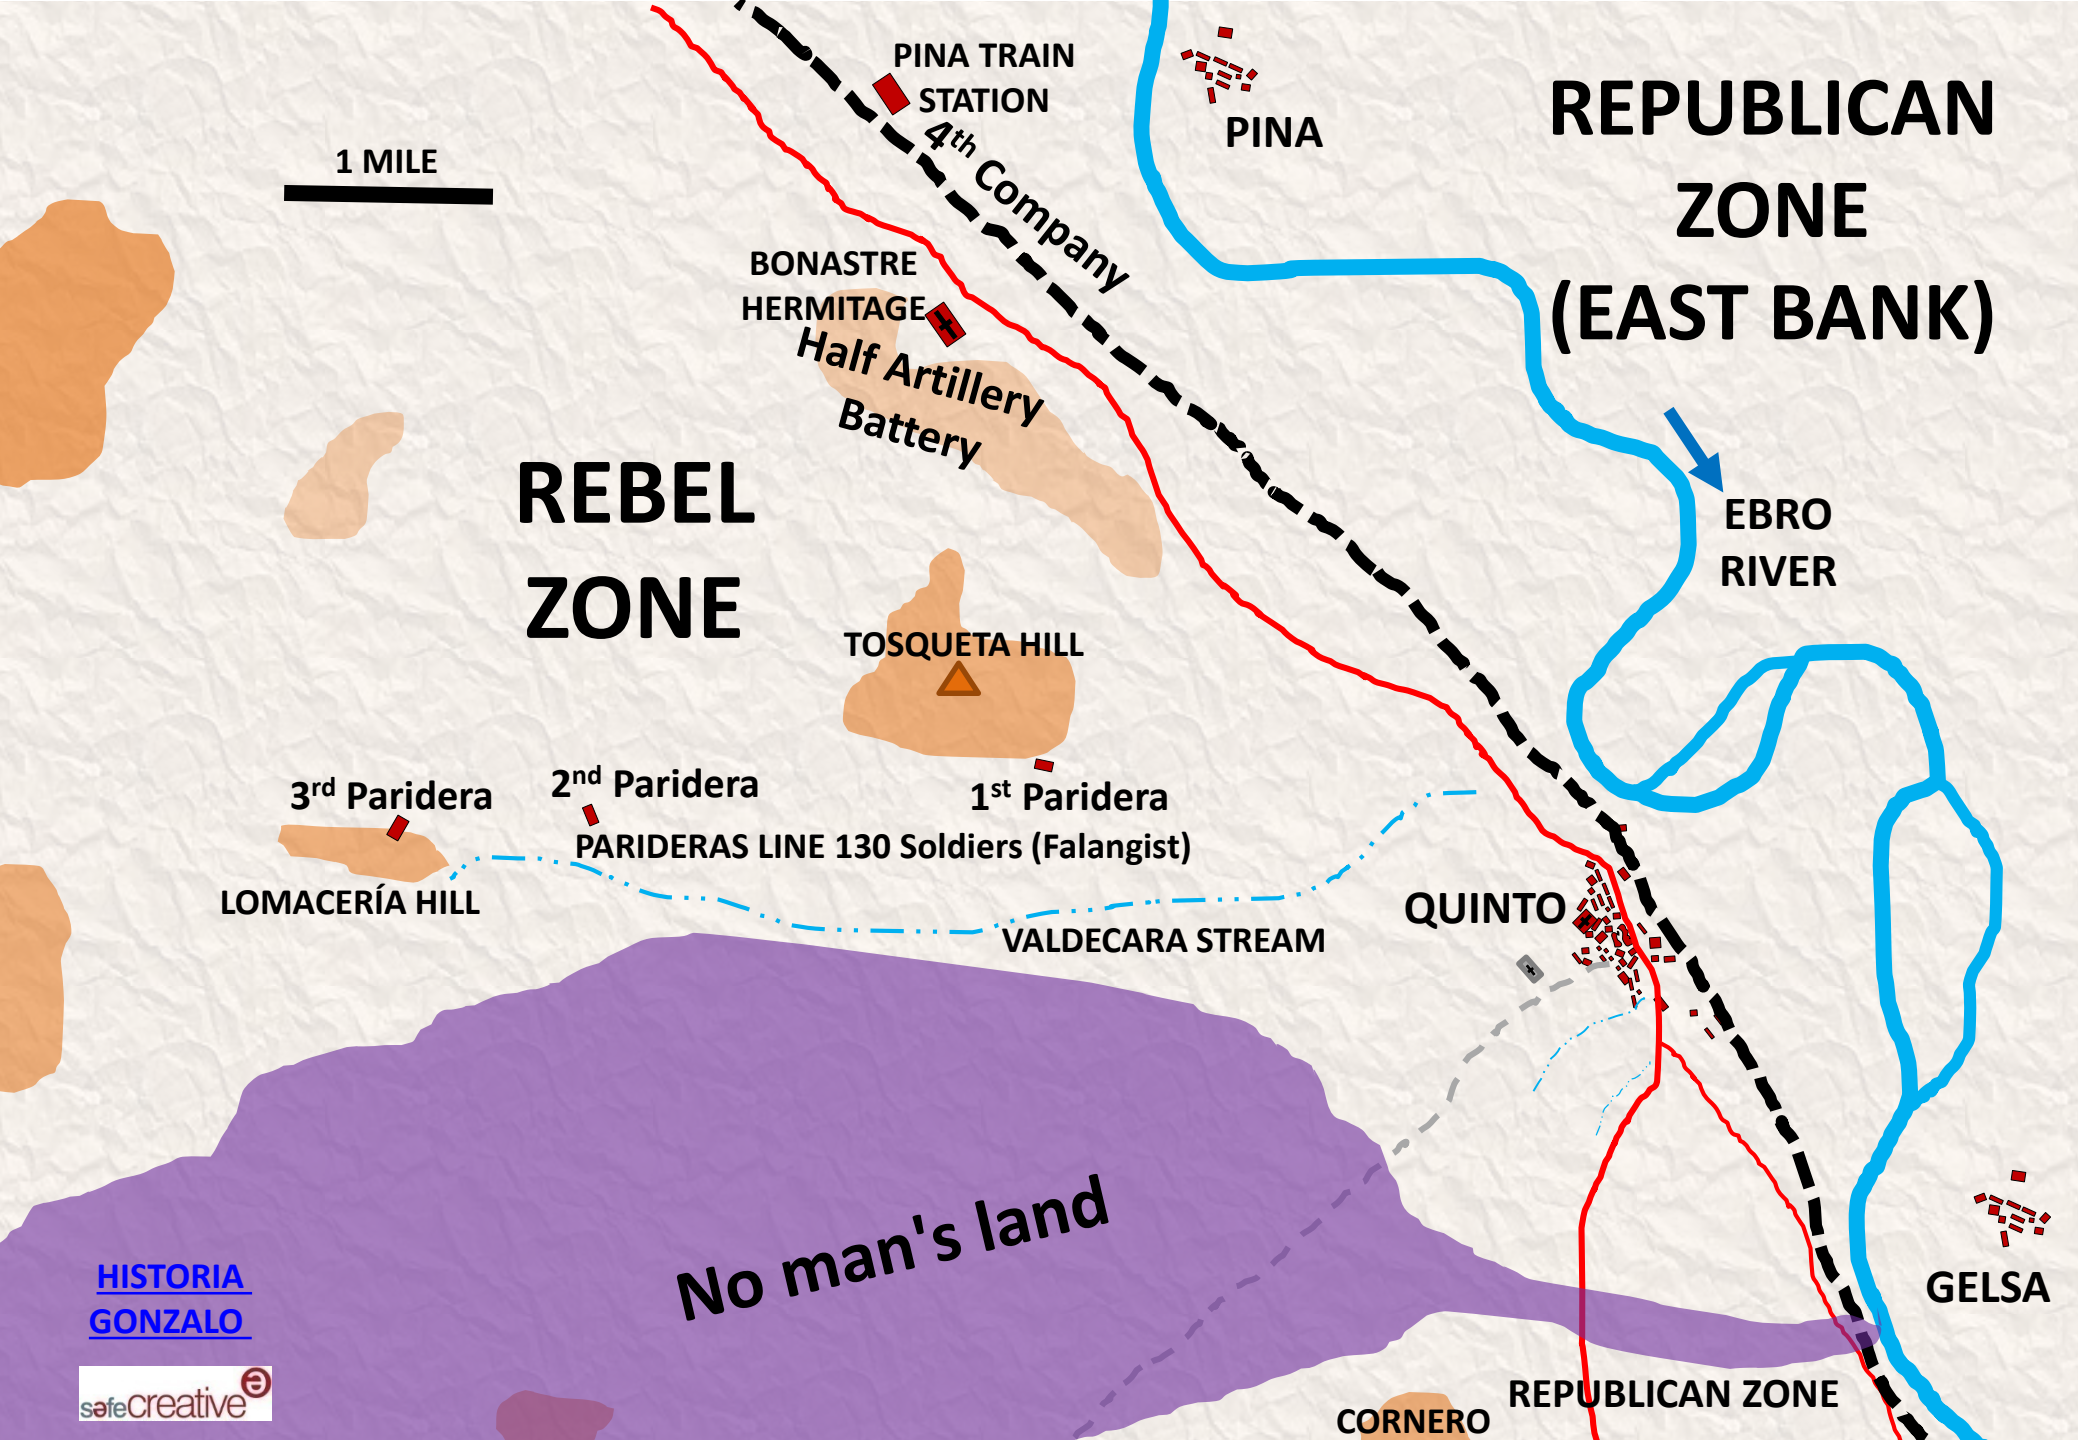 PINA TRAIN
STATION
4th Company
PINA
REPUBLICAN
ZONE
(EAST BANK)
1 MILE
BONASTRE
HERMITAGE
Half Artillery
Battery
REBEL
ZONE
EBRO
RIVER
TOSQUETA HILL
3rd Paridera
2nd Paridera
1st Paridera
PARIDERAS LINE 130 Soldiers (Falangist)
LOMACERÍA HILL
QUINTO
VALDECARA STREAM
No man's land
HISTORIA
GONZALO
GELSA
safecreative
REPUBLICAN ZONE
CORNERO